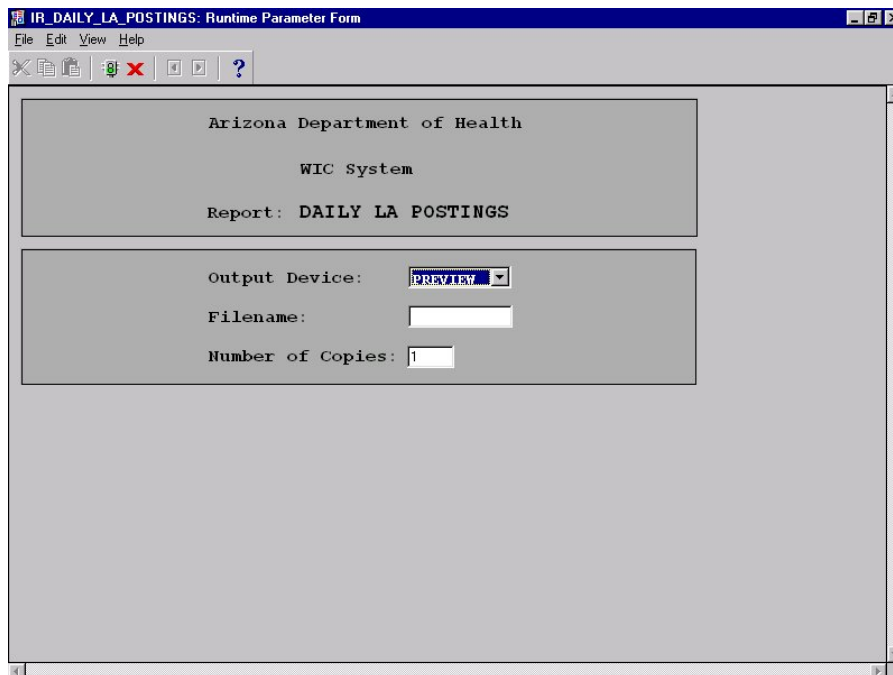 IR_DAILY_LA_POSTINGS: Runtime Parameter Form
File Edit View Help
?
Arizona Department of Health
WIC System
Report: DAILY LA POSTINGS
Output Device: PREVIEW
Filename:
Number of Copies: 1